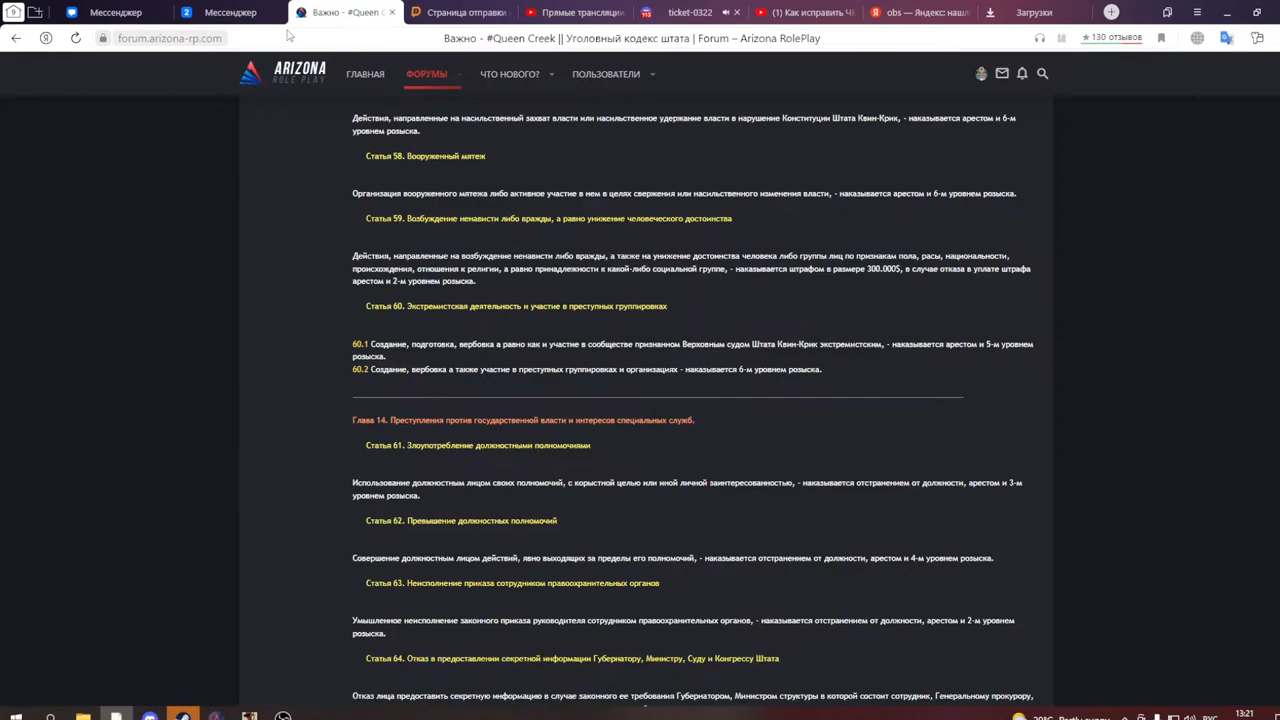 9 Мессенджер 2 Мессенджер Важно - #Queen C Страница отправки Прямые трансляции 113 ticket-0322 (1) Как исправить ЧБ obs — Яндекс: нашл Загрузки
forum.arizona-rp.com Важно - #Queen Creek || Уголовный кодекс штата | Forum – Arizona RolePlay ★ 130 отзывов
ARIZONA
ROLE PLAY
ГЛАВНАЯ ФОРУМЫ ЧТО НОВОГО? ПОЛЬЗОВАТЕЛИ
Действия, направленные на насильственный захват власти или насильственное удержание власти в нарушение Конституции Штата Квин-Крик, - наказывается арестом и 6-м
уровнем розыска.
Статья 58. Вооруженный мятеж
Организация вооруженного мятежа либо активное участие в нем в целях свержения или насильственного изменения власти, - наказывается арестом и 6-м уровнем розыска.
Статья 59. Возбуждение ненависти либо вражды, а равно унижение человеческого достоинства
Действия, направленные на возбуждение ненависти либо вражды, а также на унижение достоинства человека либо группы лиц по признакам пола, расы, национальности,
происхождения, отношения к религии, а равно принадлежности к какой-либо социальной группе, - наказывается штрафом в размере 300.000$, в случае отказа в уплате штрафа
арестом и 2-м уровнем розыска.
Статья 60. Экстремистская деятельность и участие в преступных группировках
60.1 Создание, подготовка, вербовка а равно как и участие в сообществе признанном Верховным судом Штата Квин-Крик экстремистским, - наказывается арестом и 5-м уровнем
розыска.
60.2 Создание, вербовка а также участие в преступных группировках и организациях - наказывается 6-м уровнем розыска.
Глава 14. Преступления против государственной власти и интересов специальных служб.
Статья 61. Злоупотребление должностными полномочиями
Использование должностным лицом своих полномочий, с корыстной целью или иной личной заинтересованностью, - наказывается отстранением от должности, арестом и 3-м
уровнем розыска.
Статья 62. Превышение должностных полномочий
Совершение должностным лицом действий, явно выходящих за пределы его полномочий, - наказывается отстранением от должности, арестом и 4-м уровнем розыска.
Статья 63. Неисполнение приказа сотрудником правоохранительных органов
Умышленное неисполнение законного приказа руководителя сотрудником правоохранительных органов, - наказывается отстранением от должности, арестом и 2-м уровнем
розыска.
Статья 64. Отказ в предоставлении секретной информации Губернатору, Министру, Суду и Конгрессу Штата
Отказ лица предоставить секретную информацию в случае законного ее требования Губернатором, Министром структуры в которой состоит сотрудник, Генеральному прокурору,
29°C Partly sunny РУС 13:21